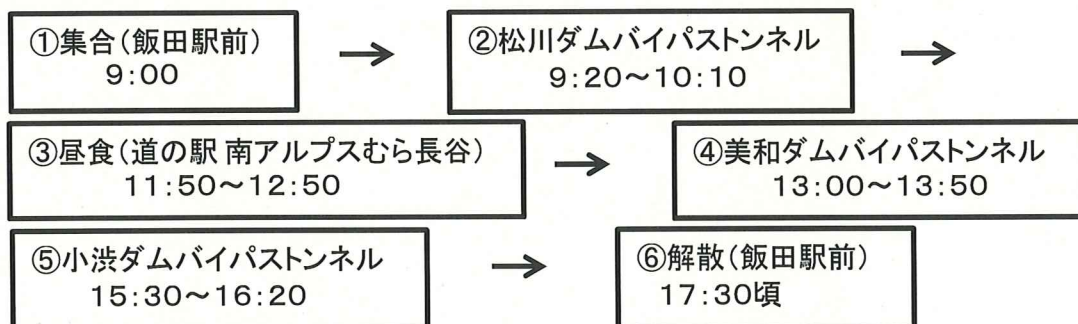 ①集合(飯田駅前)
9:00
→
②松川ダムバイパストンネル
9:20～10:10
→
③昼食(道の駅 南アルプスむら長谷)
11:50～12:50
→
④美和ダムバイパストンネル
13:00～13:50
⑤小渋ダムバイパストンネル
15:30～16:20
→
⑥解散(飯田駅前)
17:30頃